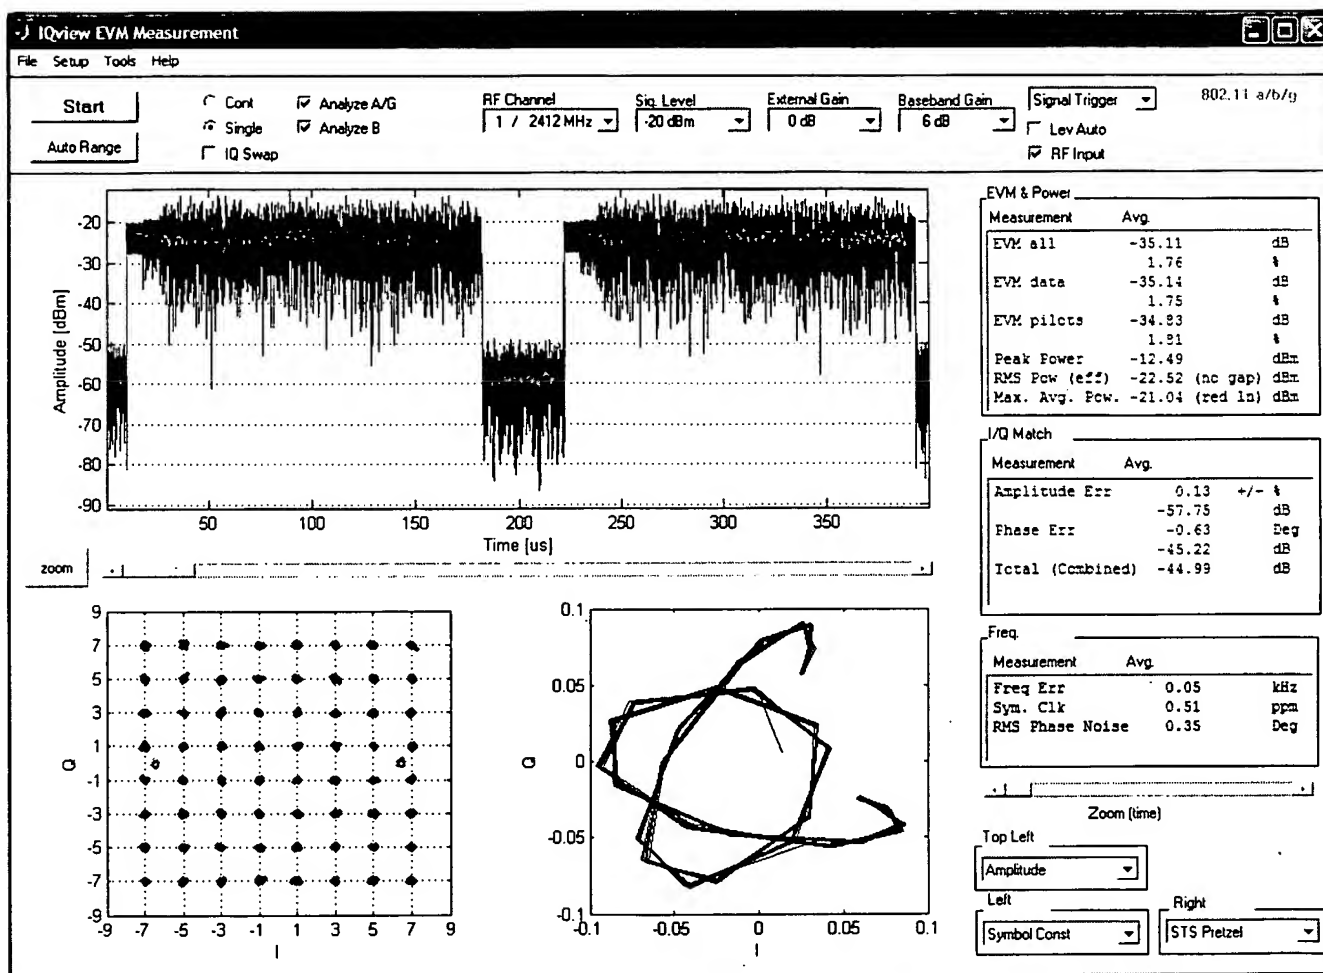 IQview EVM Measurement
File Setup Tools Help
Start
Auto Range
Cont
Single
IQ Swap
Analyze A/G
Analyze B
RF Channel
1 / 2412 MHz
Sig. Level
-20 dBm
External Gain
0 dB
Baseband Gain
6 dB
Signal Trigger
Lev Auto
RF Input
802.11 a/b/g
Amplitude [dBm]
-20
-30
-40
-50
-60
-70
-80
-90
50 100 150 200 250 300 350
Time [us]
zoom
EVM & Power
Measurement Avg.
EVM all -35.11 dB
1.76 %
EVM data -35.14 dB
1.75 %
EVM pilots -34.83 dB
1.81 %
Peak Power -12.49 dBm
RMS Pow (eff) -22.52 (no gap) dBm
Max. Avg. Pow. -21.04 (red ln) dBm
I/Q Match
Measurement Avg.
Amplitude Err 0.13 +/- %
-57.75 dB
Phase Err -0.63 Deg
-45.22 dB
Total (Combined) -44.99 dB
Freq.
Measurement Avg.
Freq Err 0.05 kHz
Sym. Clk 0.51 ppm
RMS Phase Noise 0.35 Deg
Zoom (time)
Top Left
Amplitude
Left
Symbol Const
Right
STS Pretzel
Q
9
7
5
3
1
-1
-3
-5
-7
-9
-9 -7 -5 -3 -1 1 3 5 7 9
I
Q
0.1
0.05
0
-0.05
-0.1
-0.1 -0.05 0 0.05 0.1
I